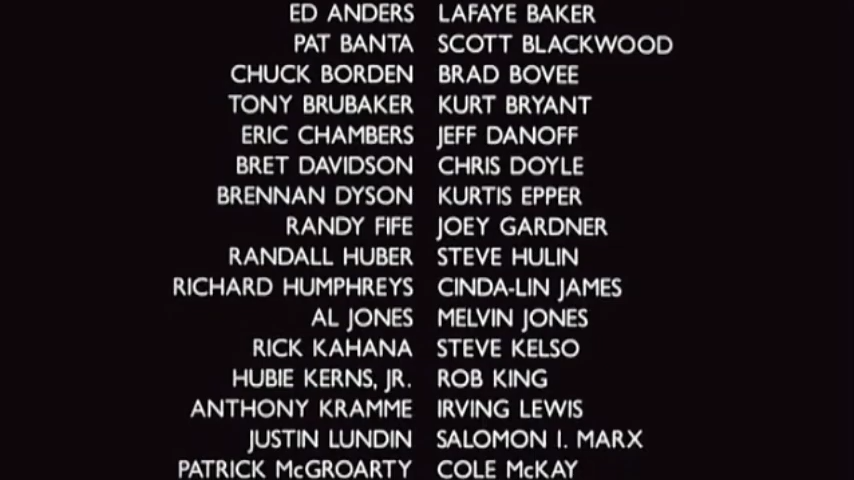 ED ANDERS LAFAYE BAKER
PAT BANTA SCOTT BLACKWOOD
CHUCK BORDEN BRAD BOVEE
TONY BRUBAKER KURT BRYANT
ERIC CHAMBERS JEFF DANOFF
BRET DAVIDSON CHRIS DOYLE
BRENNAN DYSON KURTIS EPPER
RANDY FIFE JOEY GARDNER
RANDALL HUBER STEVE HULIN
RICHARD HUMPHREYS CINDA-LIN JAMES
AL JONES MELVIN JONES
RICK KAHANA STEVE KELSO
HUBIE KERNS, JR. ROB KING
ANTHONY KRAMME IRVING LEWIS
JUSTIN LUNDIN SALOMON I. MARX
PATRICK McGROARTY COLE McKAY